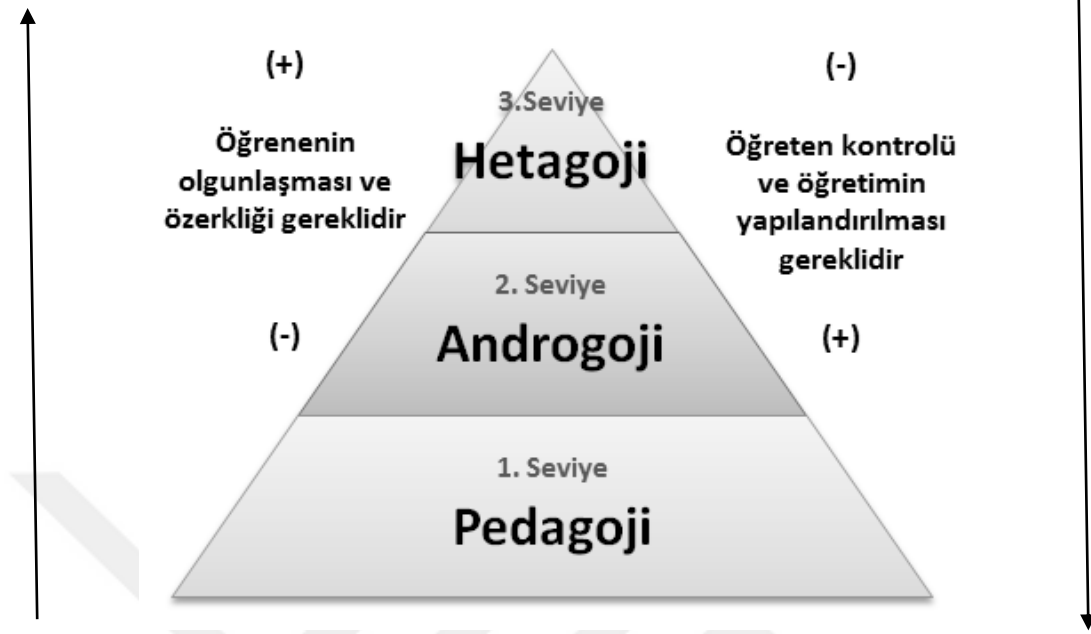 (+)
Öğrenenin
olgunlaşması ve
özerkliği gereklidir
(-)
3.Seviye
Hetagoji
2. Seviye
Androgoji
1. Seviye
Pedagoji
(-)
Öğreten kontrolü
ve öğretimin
yapılandırılması
gereklidir
(+)